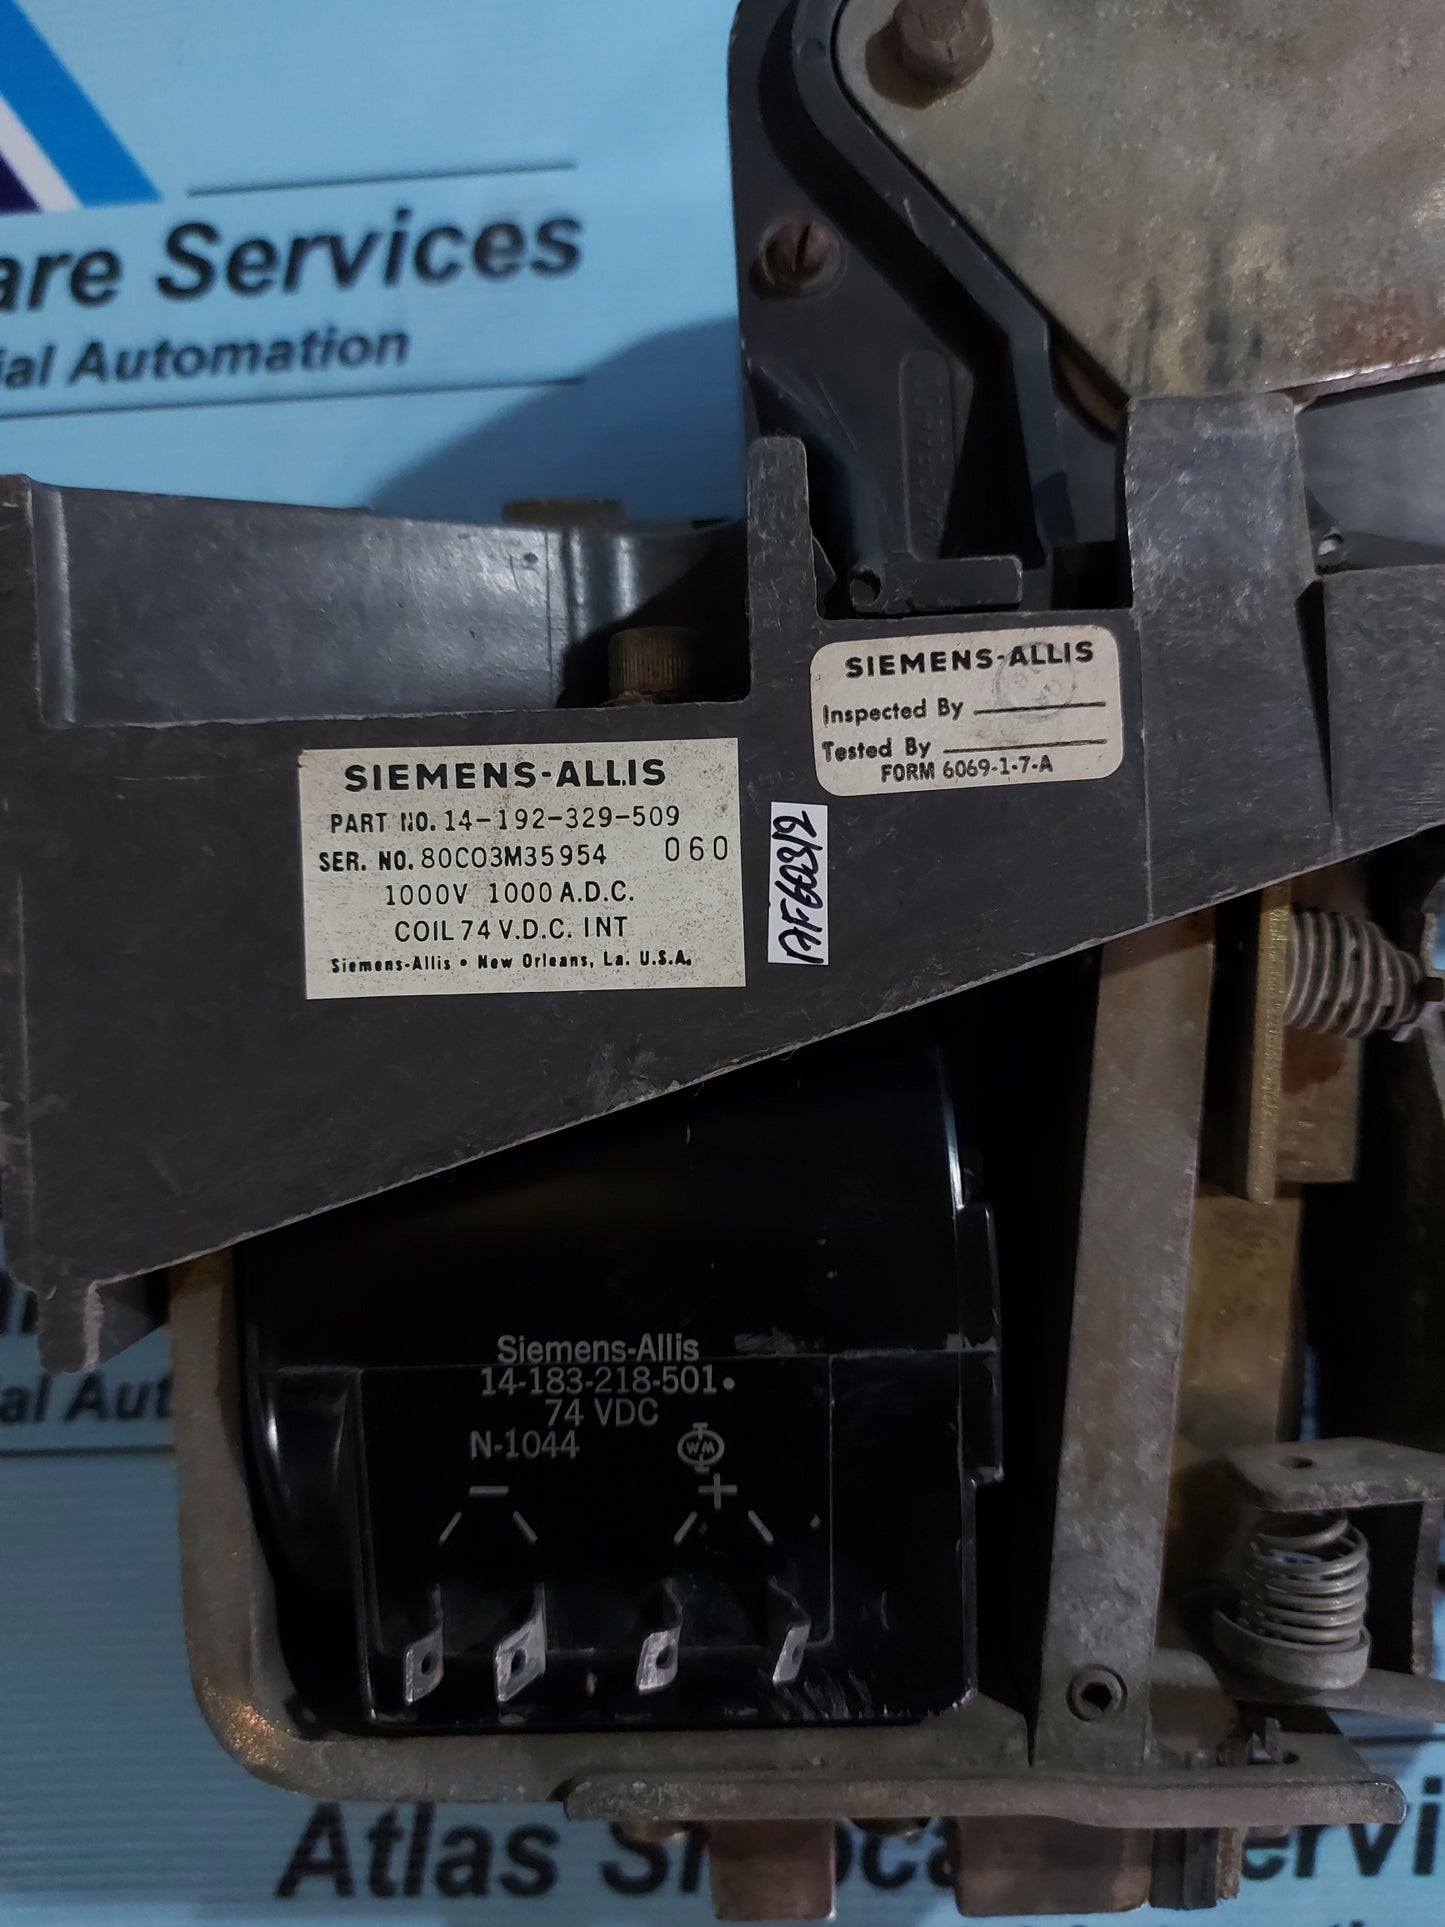 are Services
ial Automation
SIEMENS-ALLIS
Inspected By
Tested By
FORM 6069-1-7-A
SIEMENS-ALLIS
PART NO. 14-192-329-509
SER. NO. 80C03M35954 060
1000V 1000 A.D.C.
COIL 74 V.D.C. INT
Siemens-Allis • New Orleans, La. U.S.A.
Siemens-Allis
14-183-218-501.
74 VDC
N-1044 WM
− +
al Aut
Atlas